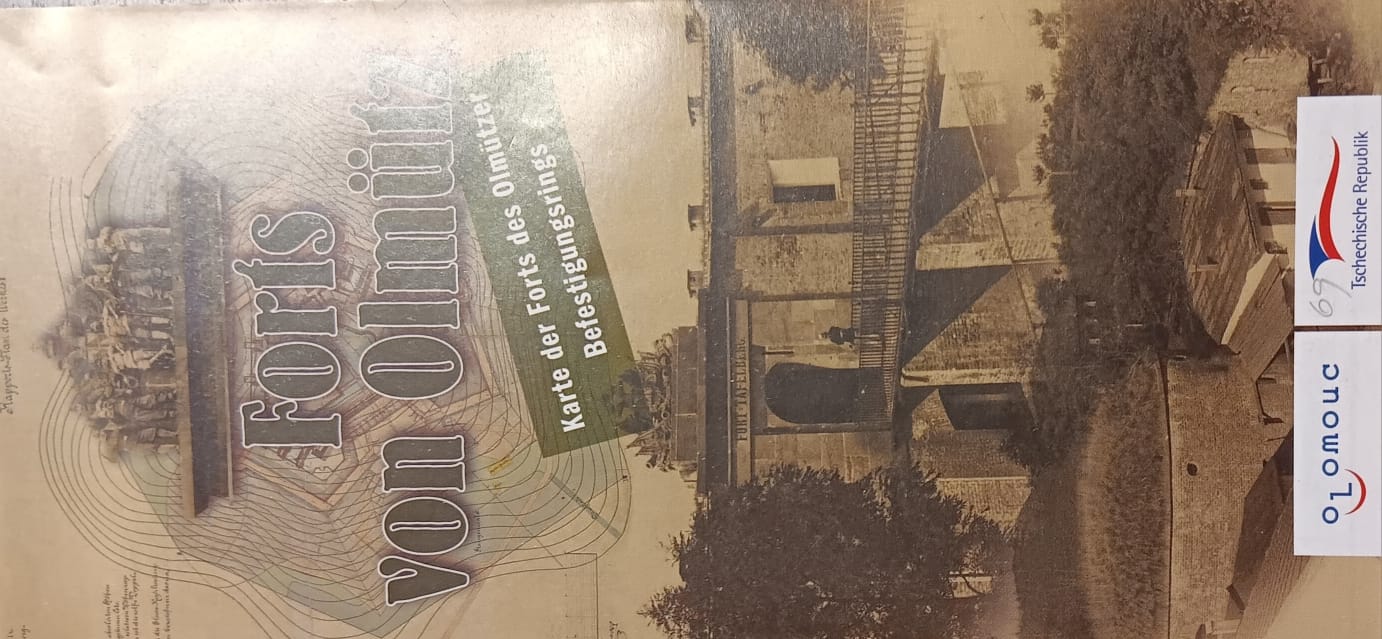 Forts
von Olmütz
Karte der Forts des Olmützer
Befestigungsrings
FORT TAFELBERG
OLOMOUC
69
Tschechische Republik